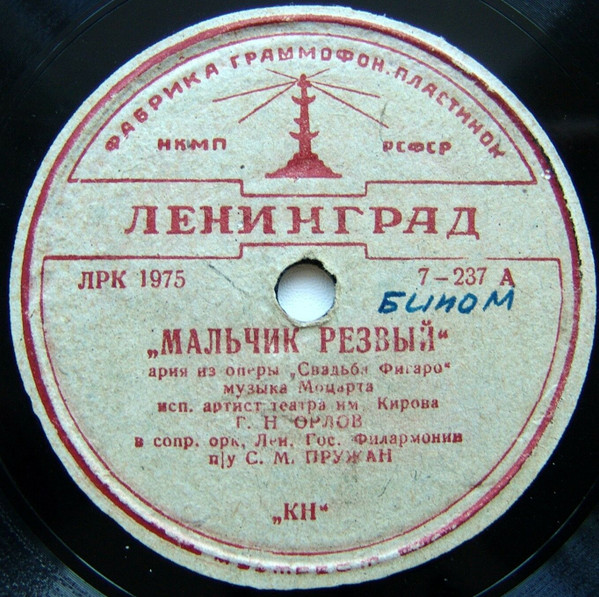 ФАБРИКА ГРАММОФОН. ПЛАСТИНОК
НКМП РСФСР
ЛЕНИНГРАД
ЛРК 1975 7–237 А
БИНОМ
„МАЛЬЧИК РЕЗВЫЙ“
ария из оперы „Свадьба Фигаро“
музыка Моцарта
исп. артист театра им. Кирова
Г. Н. ОРЛОВ
в сопр. орк, Лен. Гос. Филармонии
п/у С. М. ПРУЖАН
„КН“